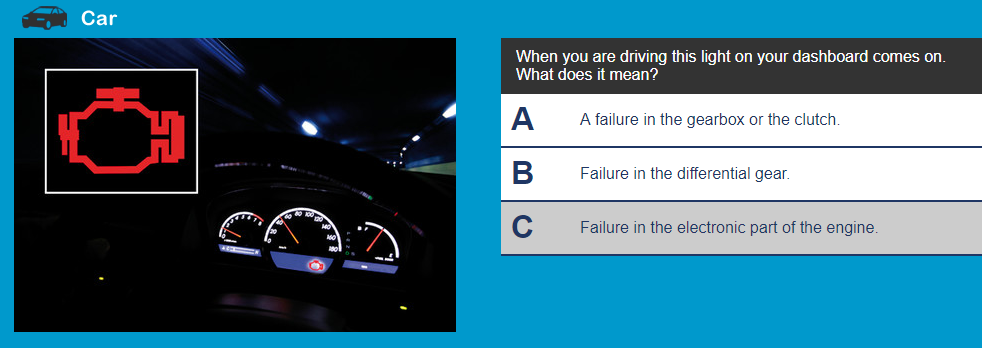 Car
When you are driving this light on your dashboard comes on.
What does it mean?
A A failure in the gearbox or the clutch.
B Failure in the differential gear.
C Failure in the electronic part of the engine.